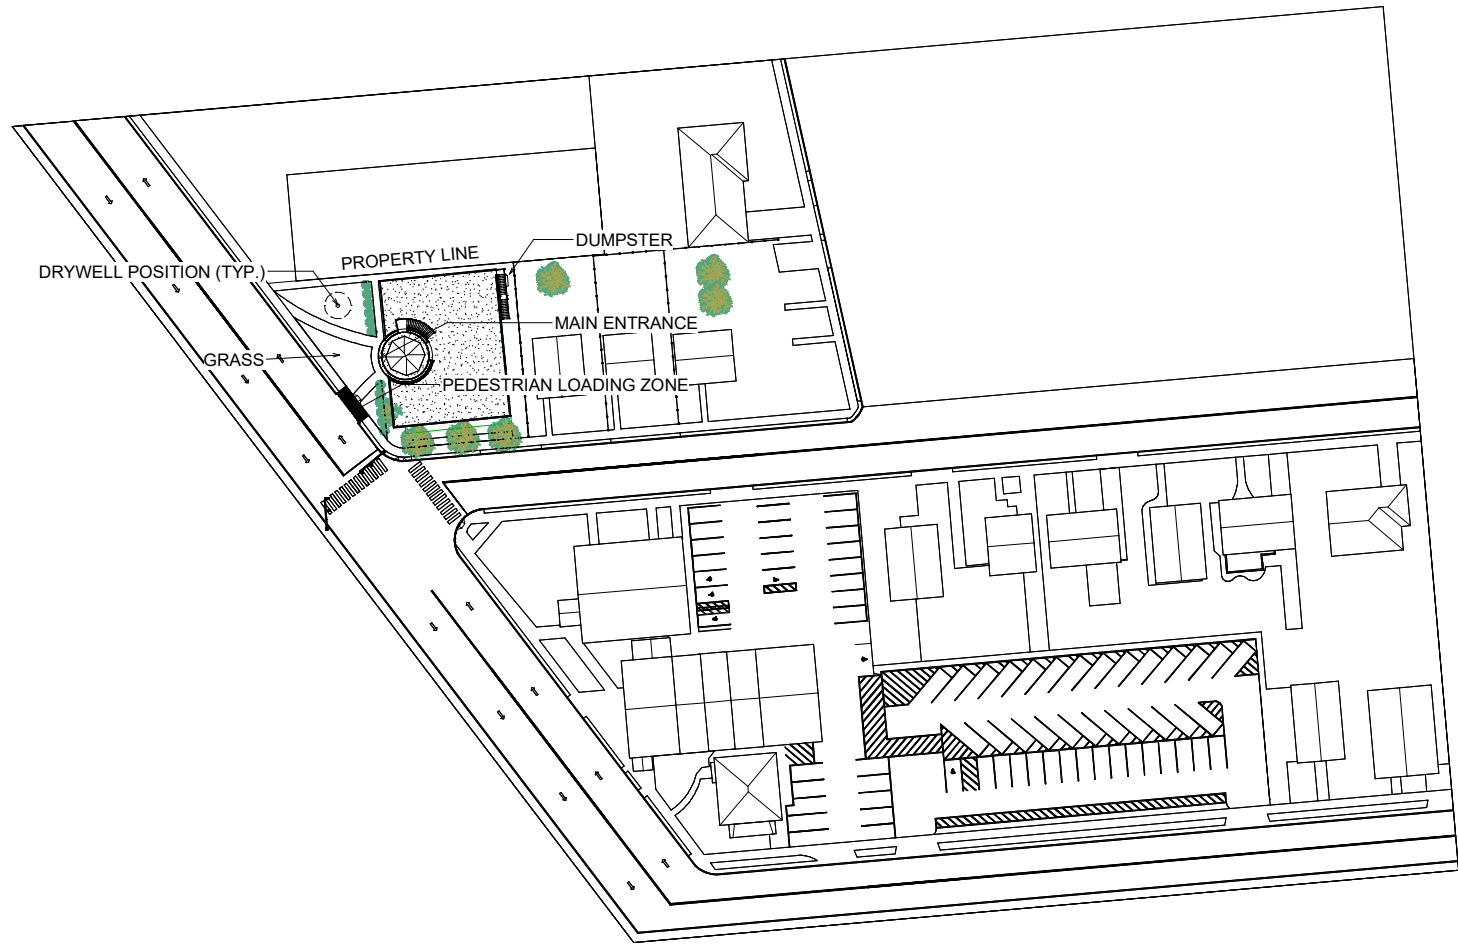 DUMPSTER
PROPERTY LINE
DRYWELL POSITION (TYP.)
MAIN ENTRANCE
GRASS
PEDESTRIAN LOADING ZONE